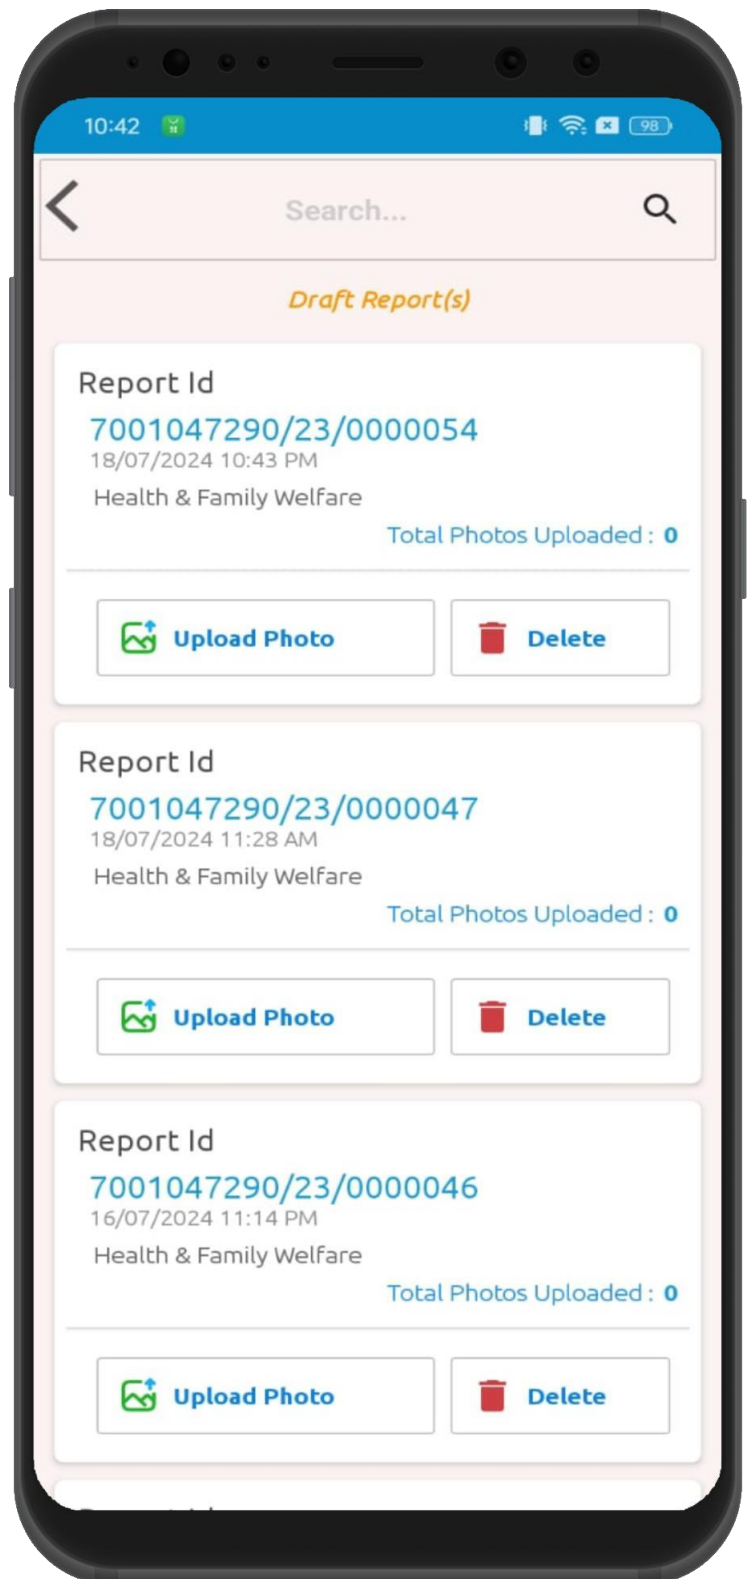 10:42
98
Search...
Draft Report(s)
Report Id
7001047290/23/0000054
18/07/2024 10:43 PM
Health & Family Welfare
Total Photos Uploaded : 0
Upload Photo
Delete
Report Id
7001047290/23/0000047
18/07/2024 11:28 AM
Health & Family Welfare
Total Photos Uploaded : 0
Upload Photo
Delete
Report Id
7001047290/23/0000046
16/07/2024 11:14 PM
Health & Family Welfare
Total Photos Uploaded : 0
Upload Photo
Delete